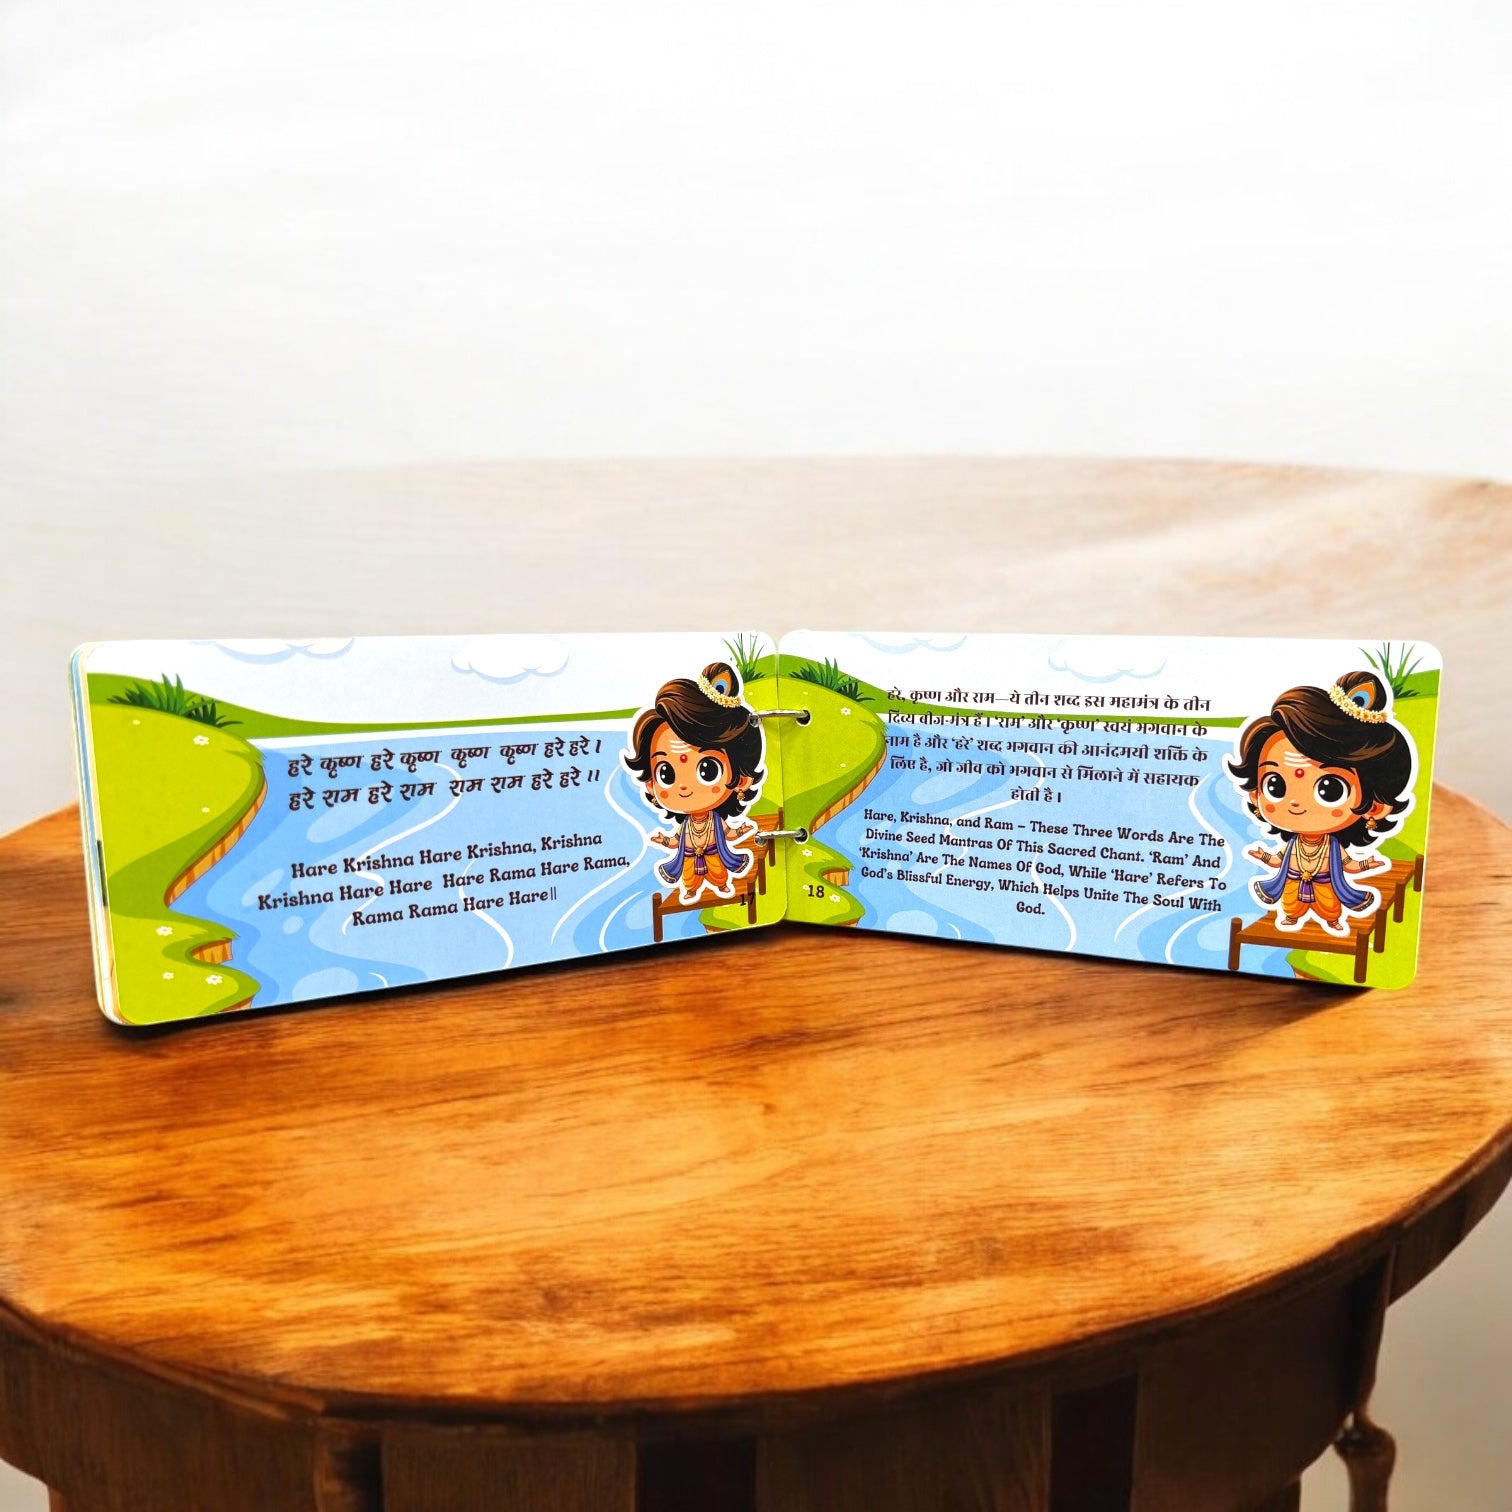 हरे कृष्ण हरे कृष्ण कृष्ण कृष्ण हरे हरे ।
हरे राम हरे राम राम राम हरे हरे ।।
Hare Krishna Hare Krishna, Krishna
Krishna Hare Hare Hare Rama Hare Rama,
Rama Rama Hare Hare||
17
हरे, कृष्ण और राम—ये तीन शब्द इस महामंत्र के तीन
दिव्य बीज-मंत्र हैं। 'राम' और 'कृष्ण' स्वयं भगवान के
नाम है और 'हरे' शब्द भगवान की आनंदमयी शक्ति के
लिए है, जो जीव को भगवान से मिलाने में सहायक
होती है।
Hare, Krishna, and Ram – These Three Words Are The
Divine Seed Mantras Of This Sacred Chant. 'Ram' And
'Krishna' Are The Names Of God, While 'Hare' Refers To
God's Blissful Energy, Which Helps Unite The Soul With
God.
18